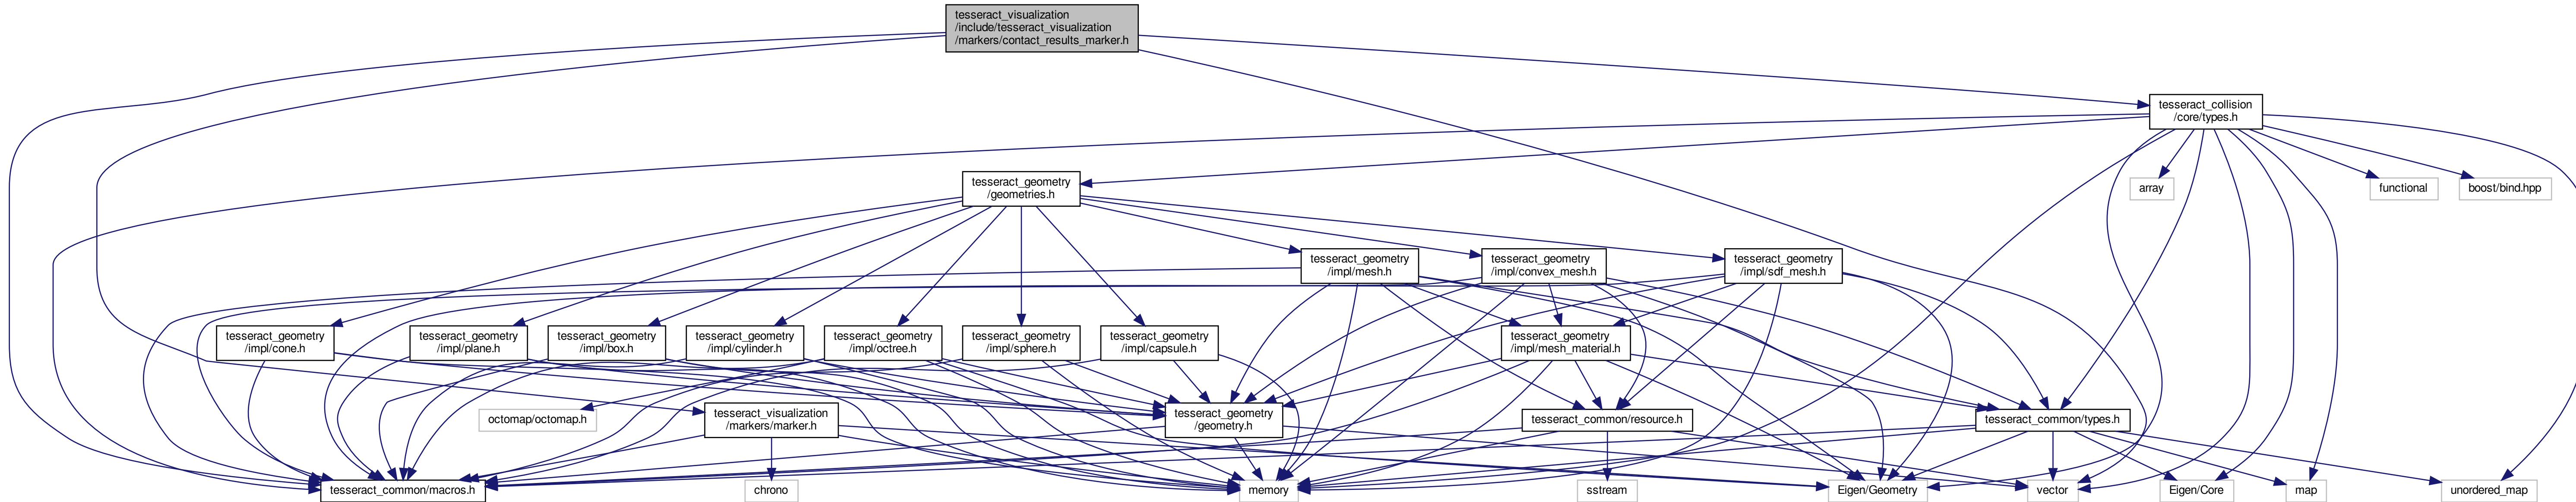 tesseract_visualization
/include/tesseract_visualization
/markers/contact_results_marker.h
tesseract_collision
/core/types.h
tesseract_geometry
/geometries.h
array
functional
boost/bind.hpp
tesseract_geometry
/impl/mesh.h
tesseract_geometry
/impl/convex_mesh.h
tesseract_geometry
/impl/sdf_mesh.h
tesseract_geometry
/impl/cone.h
tesseract_geometry
/impl/plane.h
tesseract_geometry
/impl/box.h
tesseract_geometry
/impl/cylinder.h
tesseract_geometry
/impl/octree.h
tesseract_geometry
/impl/sphere.h
tesseract_geometry
/impl/capsule.h
tesseract_geometry
/impl/mesh_material.h
octomap/octomap.h
tesseract_visualization
/markers/marker.h
tesseract_geometry
/geometry.h
tesseract_common/resource.h
tesseract_common/types.h
tesseract_common/macros.h
chrono
memory
sstream
Eigen/Geometry
vector
Eigen/Core
map
unordered_map